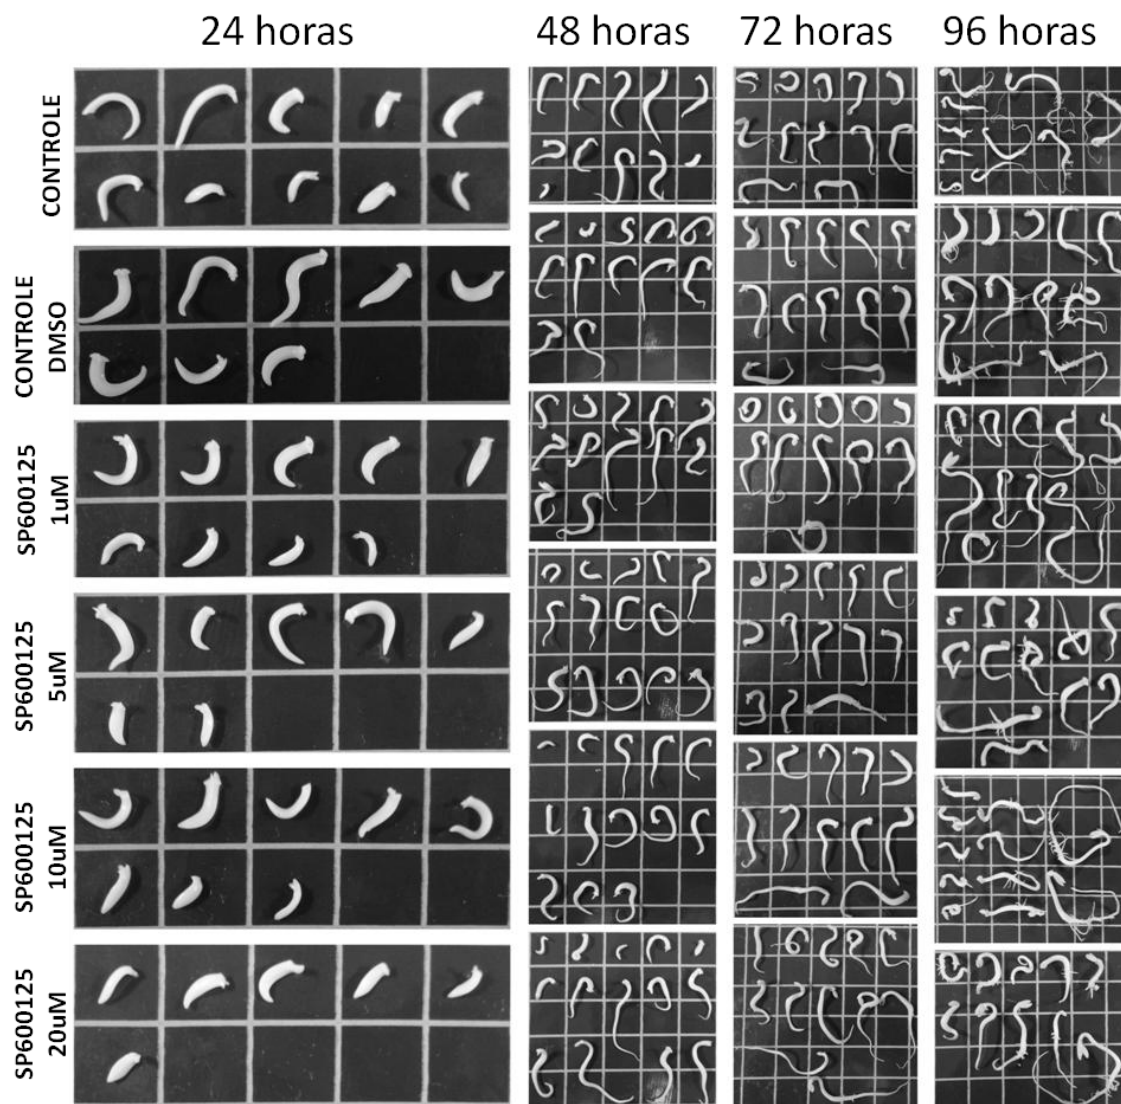 24 horas
48 horas
72 horas
96 horas
CONTROLE
CONTROLE
DMSO
SP600125
1uM
SP600125
5uM
SP600125
10uM
SP600125
20uM